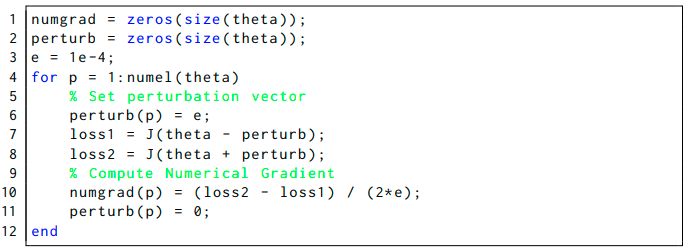 1 numgrad = zeros(size(theta));
2 perturb = zeros(size(theta));
3 e = 1e-4;
4 for p = 1:numel(theta)
5     % Set perturbation vector
6     perturb(p) = e;
7     loss1 = J(theta - perturb);
8     loss2 = J(theta + perturb);
9     % Compute Numerical Gradient
10     numgrad(p) = (loss2 - loss1) / (2*e);
11     perturb(p) = 0;
12 end